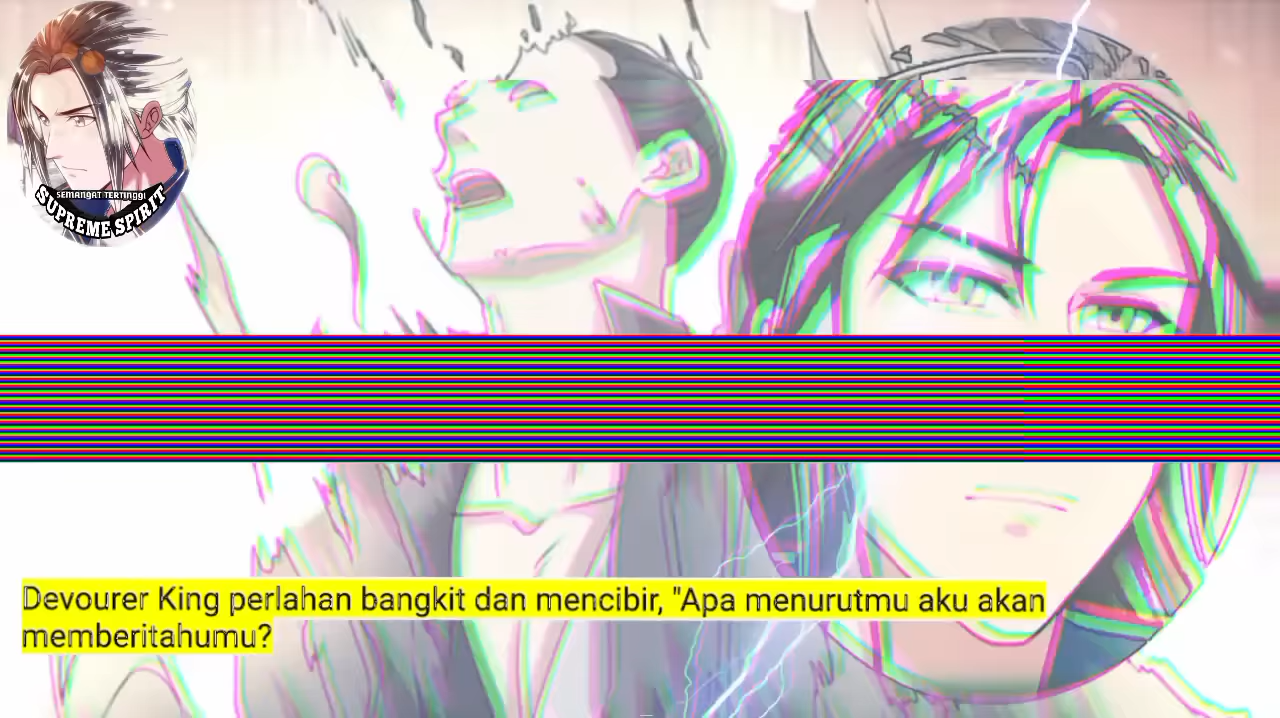 SEMANGAT TERTINGGI
SUPREME SPIRIT
Devourer King perlahan bangkit dan mencibir, "Apa menurutmu aku akan
memberitahumu?